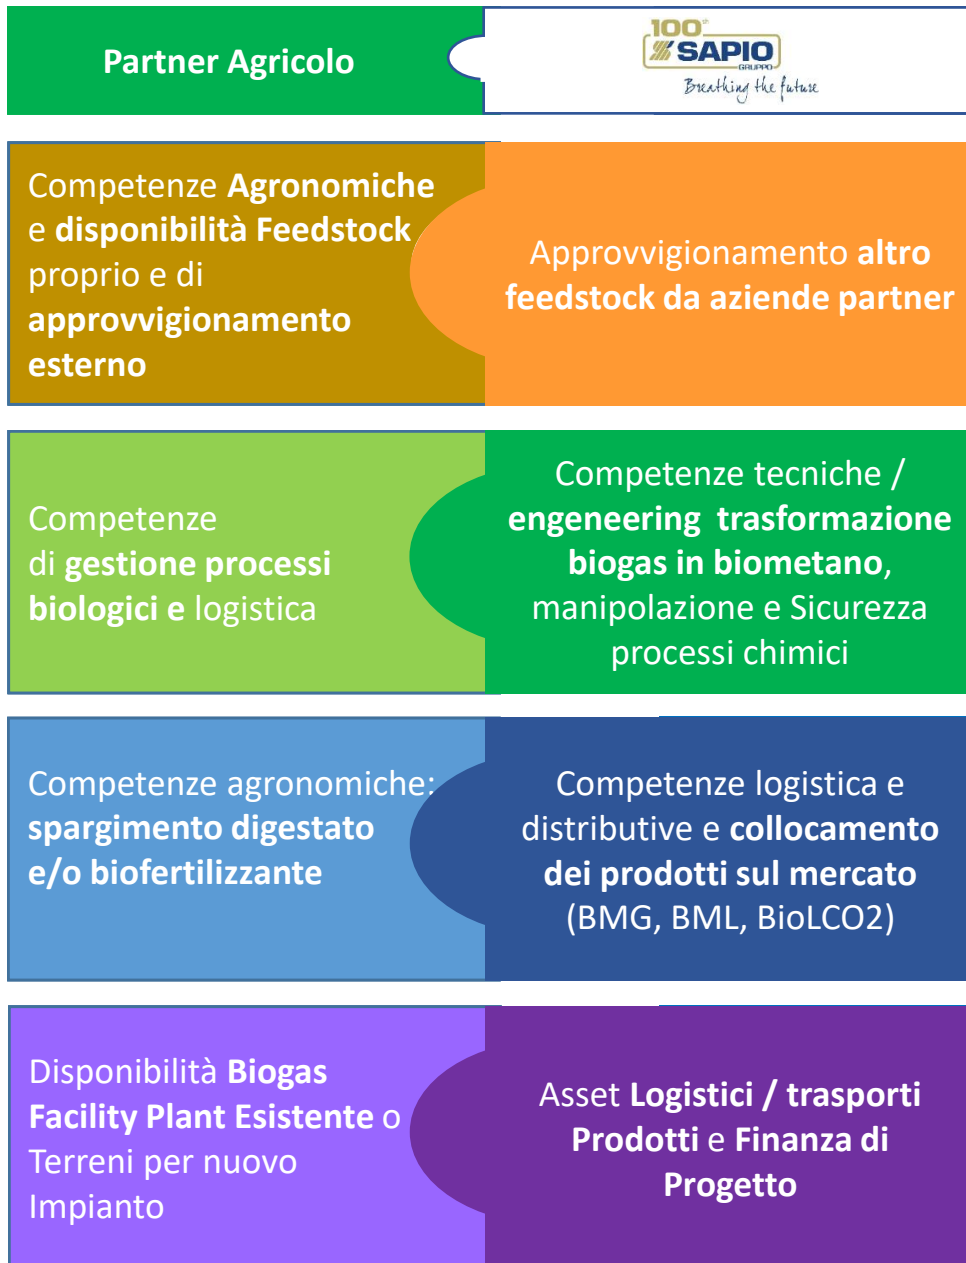 Partner Agricolo
100th
SAPIO
GRUPPO
Breathing the future
Competenze Agronomiche
e disponibilità Feedstock
proprio e di
approvvigionamento
esterno
Approvvigionamento altro
feedstock da aziende partner
Competenze
di gestione processi
biologici e logistica
Competenze tecniche /
engeneering trasformazione
biogas in biometano,
manipolazione e Sicurezza
processi chimici
Competenze agronomiche:
spargimento digestato
e/o biofertilizzante
Competenze logistica e
distributive e collocamento
dei prodotti sul mercato
(BMG, BML, BioLCO2)
Disponibilità Biogas
Facility Plant Esistente o
Terreni per nuovo
Impianto
Asset Logistici / trasporti
Prodotti e Finanza di
Progetto